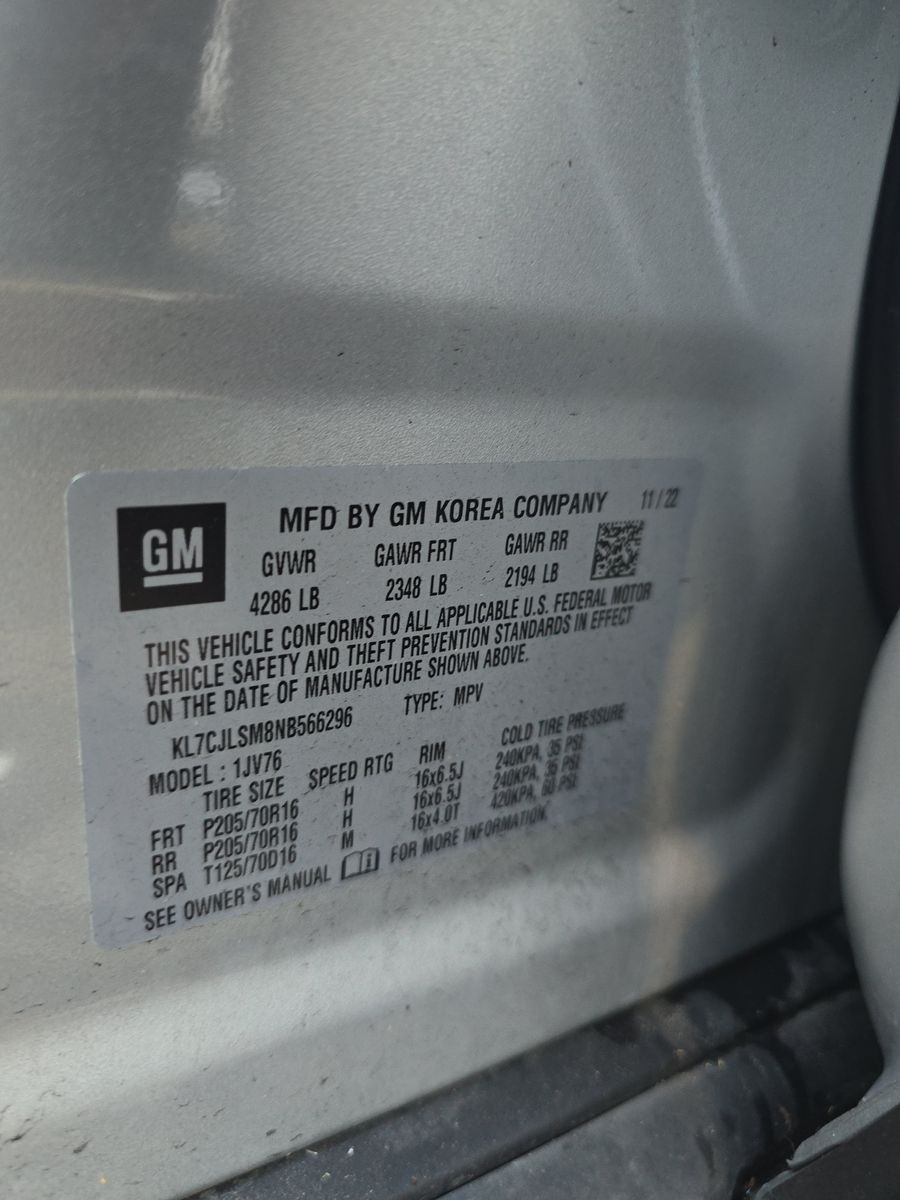 GM
MFD BY GM KOREA COMPANY 11 / 22
GVWR GAWR FRT GAWR RR
4286 LB 2348 LB 2194 LB
THIS VEHICLE CONFORMS TO ALL APPLICABLE U.S. FEDERAL MOTOR
VEHICLE SAFETY AND THEFT PREVENTION STANDARDS IN EFFECT
ON THE DATE OF MANUFACTURE SHOWN ABOVE.
KL7CJLSM8NB566296 TYPE: MPV
MODEL : 1JV76
TIRE SIZE SPEED RTG RIM COLD TIRE PRESSURE
FRT P205/70R16 H 16x6.5J 240KPA, 35 PSI
RR P205/70R16 H 16x6.5J 240KPA, 35 PSI
SPA T125/70D16 M 16x4.0T 420KPA, 60 PSI
SEE OWNER'S MANUAL FOR MORE INFORMATION.